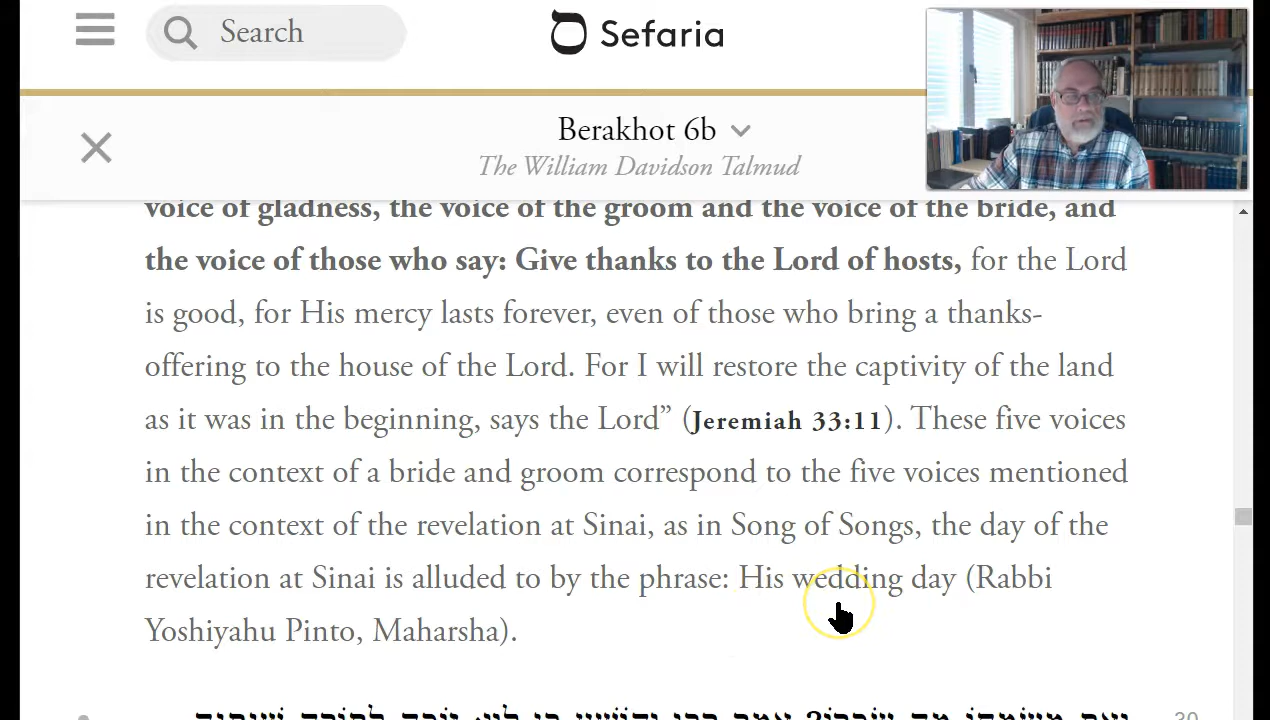 Search
Sefaria
Berakhot 6b
The William Davidson Talmud
voice of gladness, the voice of the groom and the voice of the bride, and
the voice of those who say: Give thanks to the Lord of hosts, for the Lord
is good, for His mercy lasts forever, even of those who bring a thanks-
offering to the house of the Lord. For I will restore the captivity of the land
as it was in the beginning, says the Lord” (Jeremiah 33:11). These five voices
in the context of a bride and groom correspond to the five voices mentioned
in the context of the revelation at Sinai, as in Song of Songs, the day of the
revelation at Sinai is alluded to by the phrase: His wedding day (Rabbi
Yoshiyahu Pinto, Maharsha).